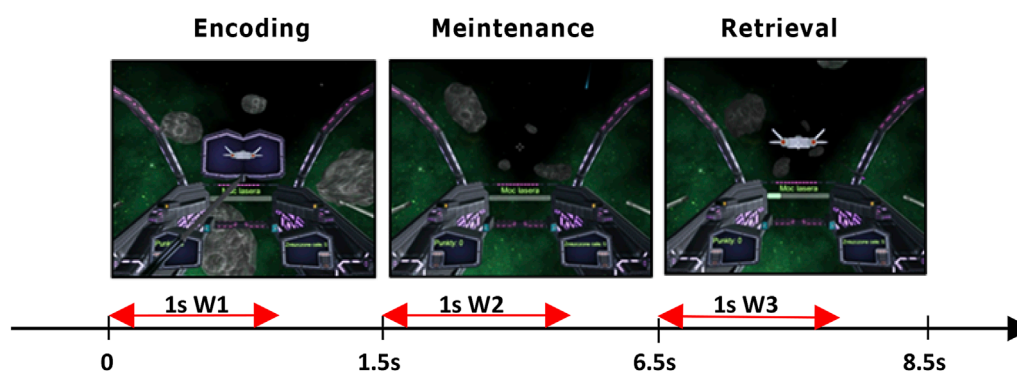 Encoding Meintenance Retrieval
Moc lasera
Moc lasera
Moc lasera
Punkty: 0
Punkty: 0
1s W1 1s W2 1s W3
0 1.5s 6.5s 8.5s